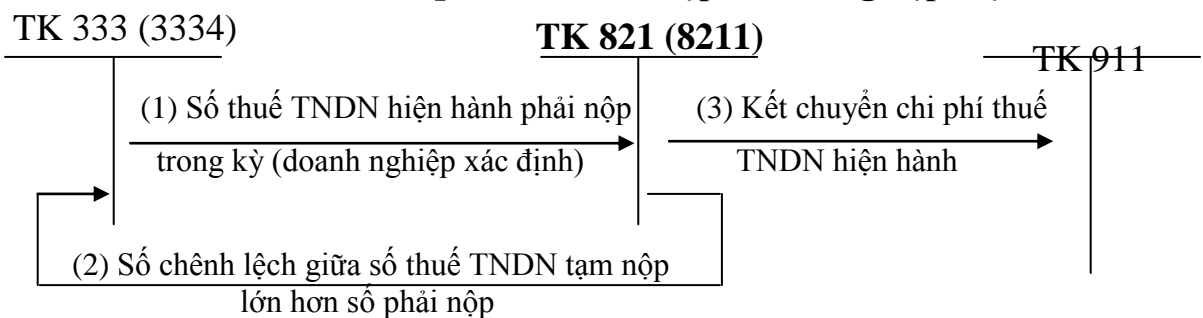 TK 333 (3334)
TK 821 (8211)
TK 911
(1) Số thuế TNDN hiện hành phải nộp
trong kỳ (doanh nghiệp xác định)
(3) Kết chuyển chi phí thuế
TNDN hiện hành
(2) Số chênh lệch giữa số thuế TNDN tạm nộp
lớn hơn số phải nộp